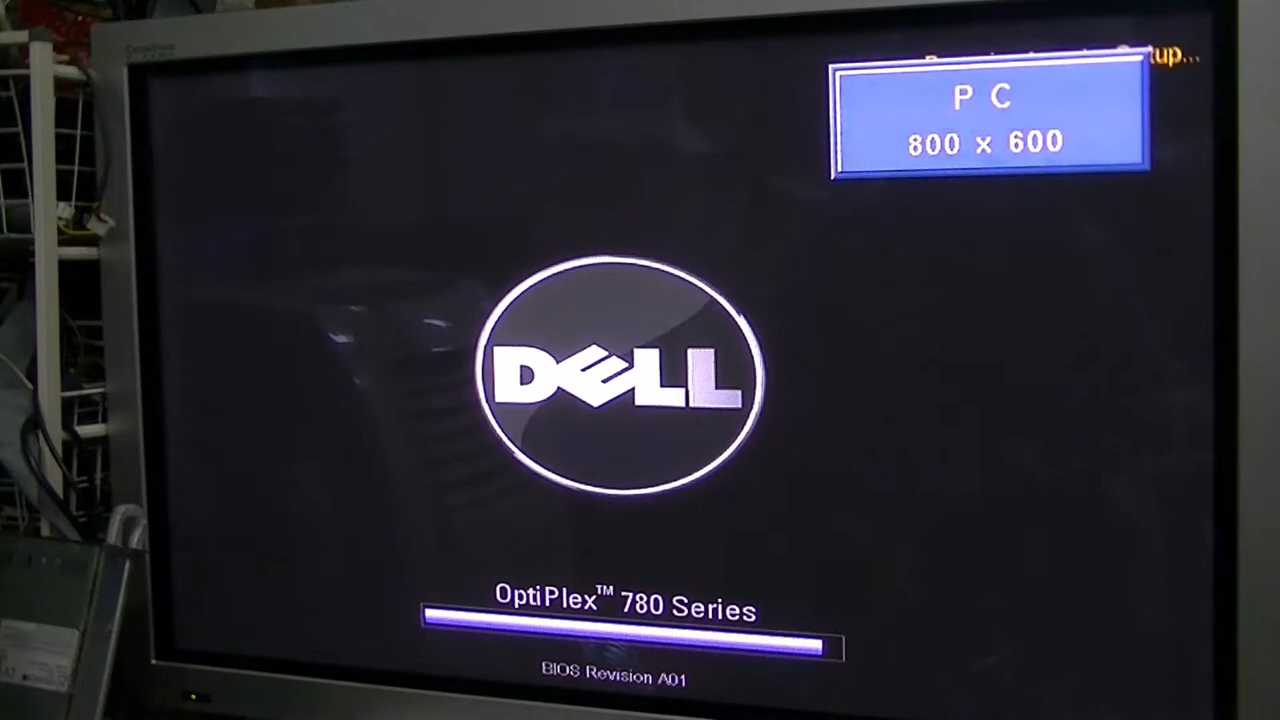 P C
800 x 600
DELL
OptiPlex™ 780 Series
BIOS Revision A01